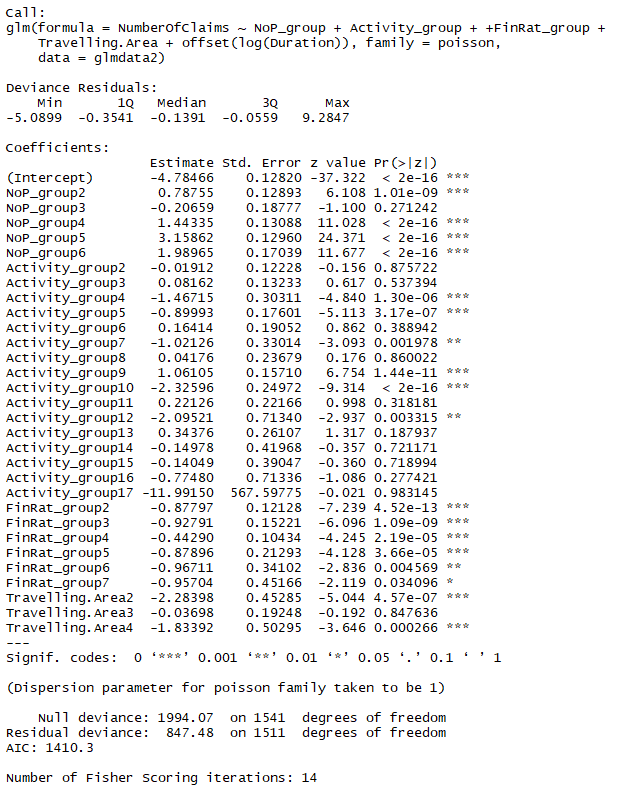 Call:
glm(formula = NumberOfClaims ~ NoP_group + Activity_group + +FinRat_group +
    Travelling.Area + offset(log(Duration)), family = poisson,
    data = glmdata2)

Deviance Residuals:
    Min       1Q   Median       3Q      Max
-5.0899  -0.3541  -0.1391  -0.0559   9.2847

Coefficients:
                  Estimate Std. Error z value Pr(>|z|)
(Intercept)       -4.78466    0.12820 -37.322  < 2e-16 ***
NoP_group2         0.78755    0.12893   6.108 1.01e-09 ***
NoP_group3        -0.20659    0.18777  -1.100 0.271242
NoP_group4         1.44335    0.13088  11.028  < 2e-16 ***
NoP_group5         3.15862    0.12960  24.371  < 2e-16 ***
NoP_group6         1.98965    0.17039  11.677  < 2e-16 ***
Activity_group2   -0.01912    0.12228  -0.156 0.875722
Activity_group3    0.08162    0.13233   0.617 0.537394
Activity_group4   -1.46715    0.30311  -4.840 1.30e-06 ***
Activity_group5   -0.89993    0.17601  -5.113 3.17e-07 ***
Activity_group6    0.16414    0.19052   0.862 0.388942
Activity_group7   -1.02126    0.33014  -3.093 0.001978 **
Activity_group8    0.04176    0.23679   0.176 0.860022
Activity_group9    1.06105    0.15710   6.754 1.44e-11 ***
Activity_group10  -2.32596    0.24972  -9.314  < 2e-16 ***
Activity_group11   0.22126    0.22166   0.998 0.318181
Activity_group12  -2.09521    0.71340  -2.937 0.003315 **
Activity_group13   0.34376    0.26107   1.317 0.187937
Activity_group14  -0.14978    0.41968  -0.357 0.721171
Activity_group15  -0.14049    0.39047  -0.360 0.718994
Activity_group16  -0.77480    0.71336  -1.086 0.277421
Activity_group17 -11.99150  567.59775  -0.021 0.983145
FinRat_group2     -0.87797    0.12128  -7.239 4.52e-13 ***
FinRat_group3     -0.92791    0.15221  -6.096 1.09e-09 ***
FinRat_group4     -0.44290    0.10434  -4.245 2.19e-05 ***
FinRat_group5     -0.87896    0.21293  -4.128 3.66e-05 ***
FinRat_group6     -0.96711    0.34102  -2.836 0.004569 **
FinRat_group7     -0.95704    0.45166  -2.119 0.034096 *
Travelling.Area2  -2.28398    0.45285  -5.044 4.57e-07 ***
Travelling.Area3  -0.03698    0.19248  -0.192 0.847636
Travelling.Area4  -1.83392    0.50295  -3.646 0.000266 ***
---
Signif. codes:  0 ‘***’ 0.001 ‘**’ 0.01 ‘*’ 0.05 ‘.’ 0.1 ‘ ’ 1

(Dispersion parameter for poisson family taken to be 1)

    Null deviance: 1994.07  on 1541  degrees of freedom
Residual deviance:  847.48  on 1511  degrees of freedom
AIC: 1410.3

Number of Fisher Scoring iterations: 14